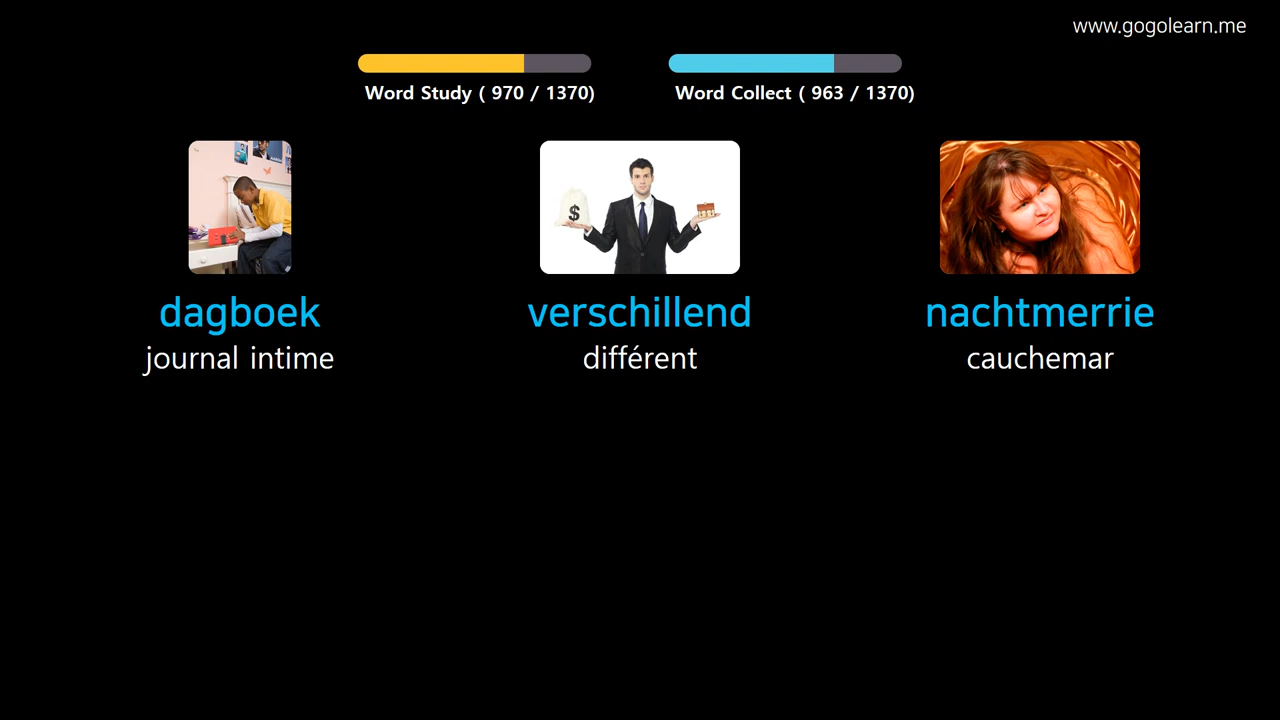 www.gogolearn.me
Word Study ( 970 / 1370)
Word Collect ( 963 / 1370)
$
dagboek
verschillend
nachtmerrie
journal intime
différent
cauchemar